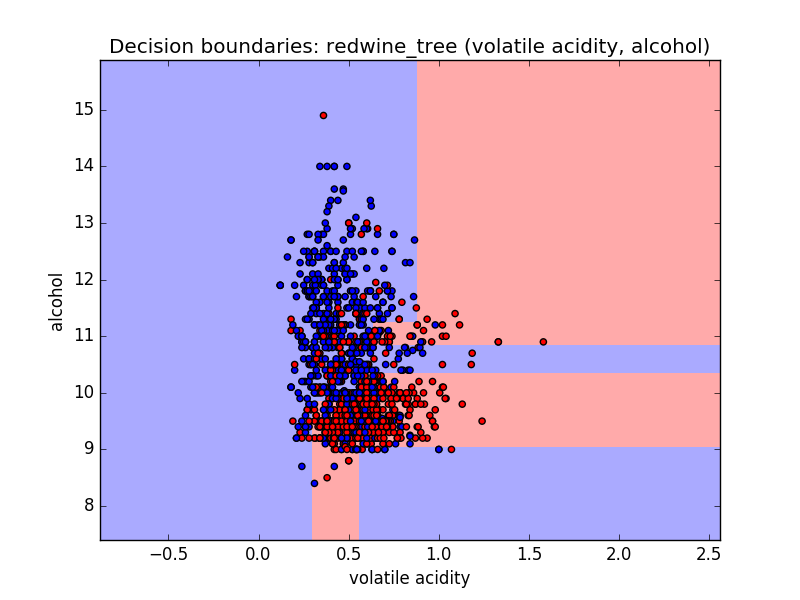 Decision boundaries: redwine_tree (volatile acidity, alcohol)
15
14
13
12
11
10
9
8
alcohol
−0.5 0.0 0.5 1.0 1.5 2.0 2.5
volatile acidity